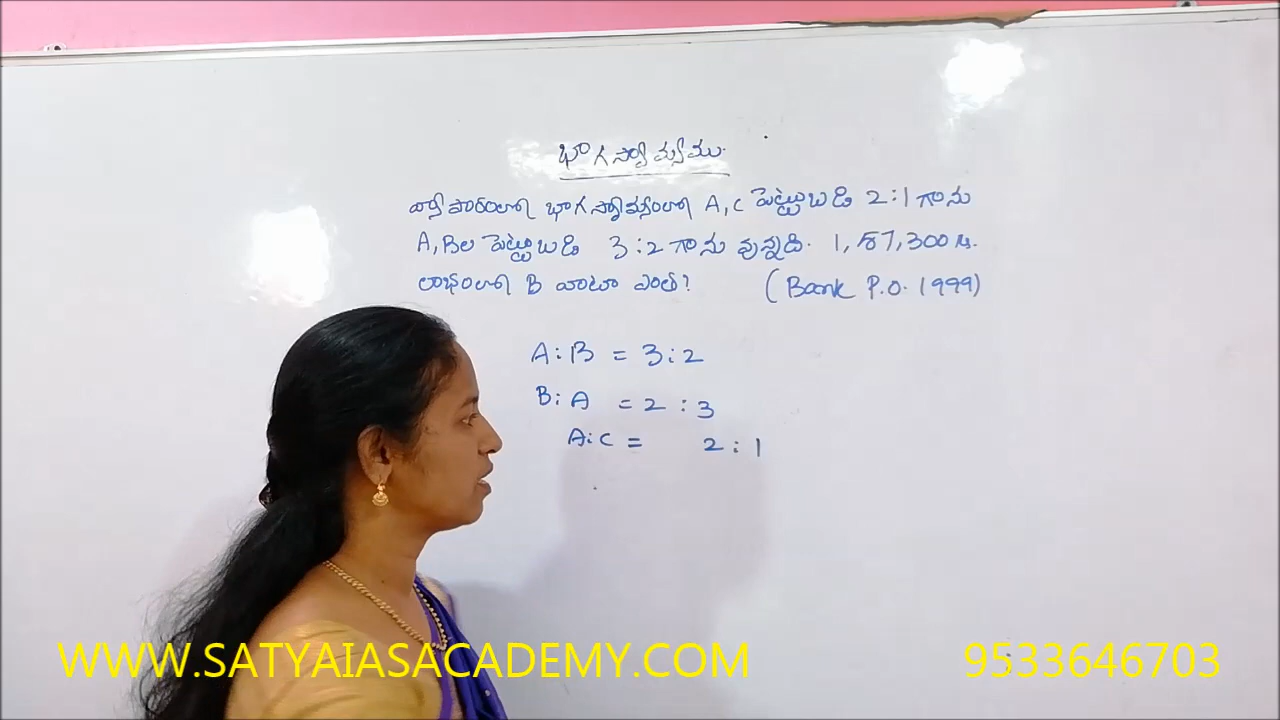 భాగస్వామ్యము.
వ్యాపారంలో భాగస్వామ్యంలో A, C పెట్టుబడి 2:1 గాను
A, Bల పెట్టుబడి 3:2 గాను వున్నది. 1,57,300 రు.
లాభంలో B వాటా ఎంత? (Bank P.O. 1999)
A:B = 3:2
B:A = 2 : 3
A:C = 2 : 1
WWW.SATYAIASACADEMY.COM 9533646703